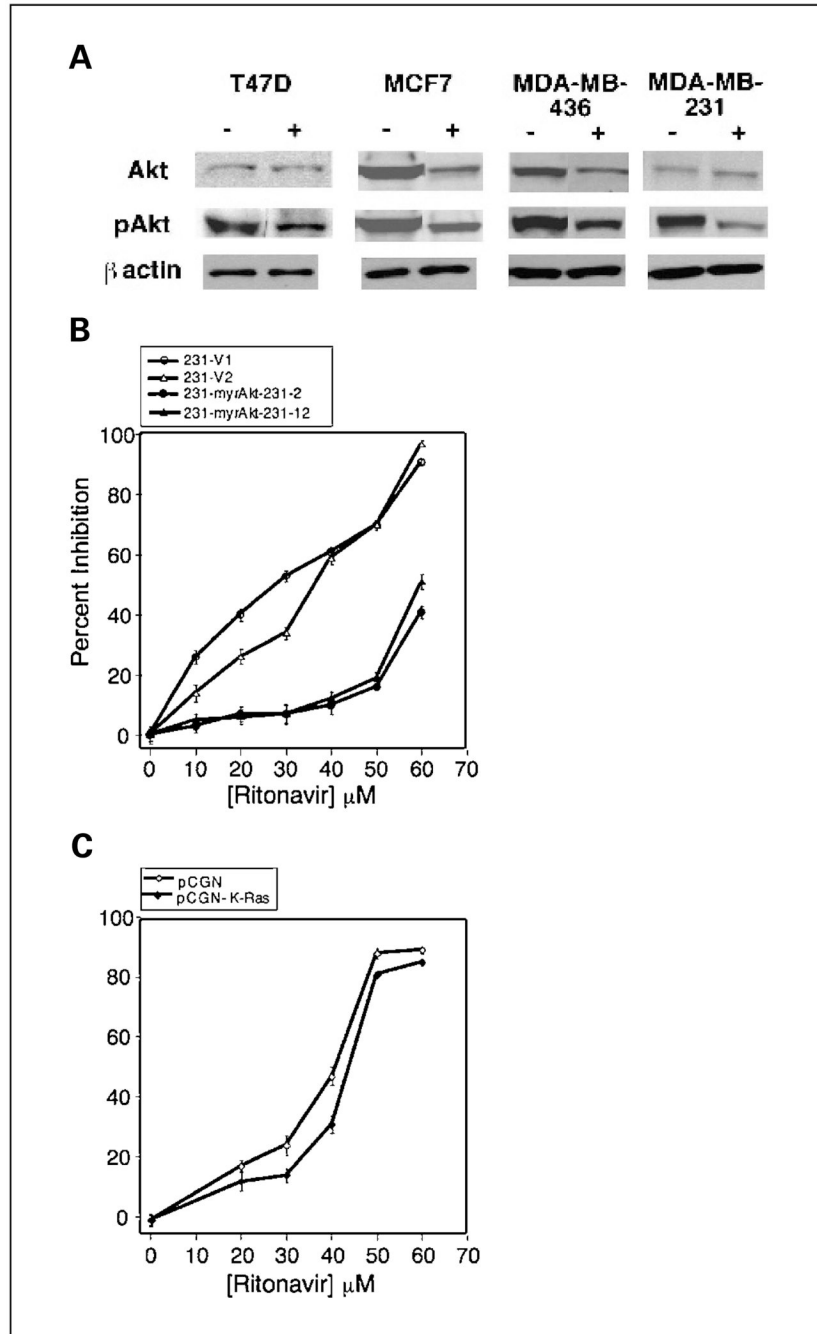 A
T47D MCF7 MDA-MB-436 MDA-MB-231
- + - + - + - +
Akt
pAkt
β actin
B
231-V1
231-V2
231-myrAkt-231-2
231-myrAkt-231-12
100
80
60
40
20
0
Percent Inhibition
0 10 20 30 40 50 60 70
[Ritonavir] μM
C
pCGN
pCGN-K-Ras
100
80
60
40
20
0
0 10 20 30 40 50 60 70
[Ritonavir] μM